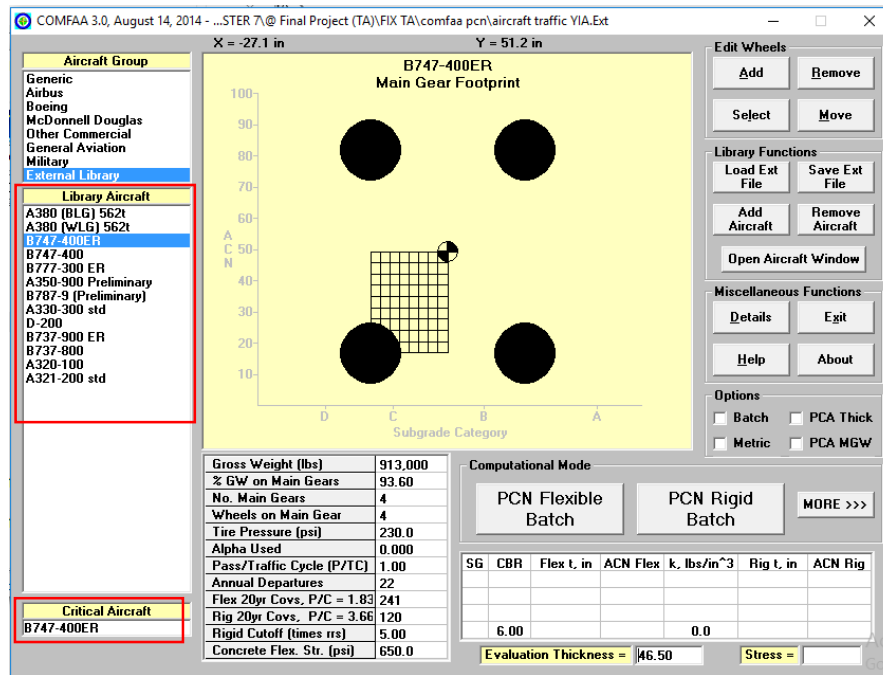 COMFAA 3.0, August 14, 2014 - ...STER 7\@ Final Project (TA)\FIX TA\comfaa pcn\aircraft traffic YIA.Ext
X = -27.1 in
Y = 51.2 in
Aircraft Group
Generic
Airbus
Boeing
McDonnell Douglas
Other Commercial
General Aviation
Military
External Library
Library Aircraft
A380 (BLG) 562t
A380 (WLG) 562t
B747-400ER
B747-400
B777-300 ER
A350-900 Preliminary
B787-9 (Preliminary)
A330-300 std
D-200
B737-900 ER
B737-800
A320-100
A321-200 std
Critical Aircraft
B747-400ER
B747-400ER
Main Gear Footprint
100
90
80
70
60
50
40
30
20
10
A
C
N
D C B A
Subgrade Category
Gross Weight (lbs) 913,000
% GW on Main Gears 93.60
No. Main Gears 4
Wheels on Main Gear 4
Tire Pressure (psi) 230.0
Alpha Used 0.000
Pass/Traffic Cycle (P/TC) 1.00
Annual Departures 22
Flex 20yr Covs, P/C = 1.83 241
Rig 20yr Covs, P/C = 3.66 120
Rigid Cutoff (times rrs) 5.00
Concrete Flex. Str. (psi) 650.0
Edit Wheels
Add Remove
Select Move
Library Functions
Load Ext File Save Ext File
Add Aircraft Remove Aircraft
Open Aircraft Window
Miscellaneous Functions
Details Exit
Help About
Options
Batch PCA Thick
Metric PCA MGW
Computational Mode
PCN Flexible Batch
PCN Rigid Batch
MORE >>>
SG CBR Flex t, in ACN Flex k, lbs/in^3 Rig t, in ACN Rig
6.00 0.0
Evaluation Thickness = 46.50
Stress =